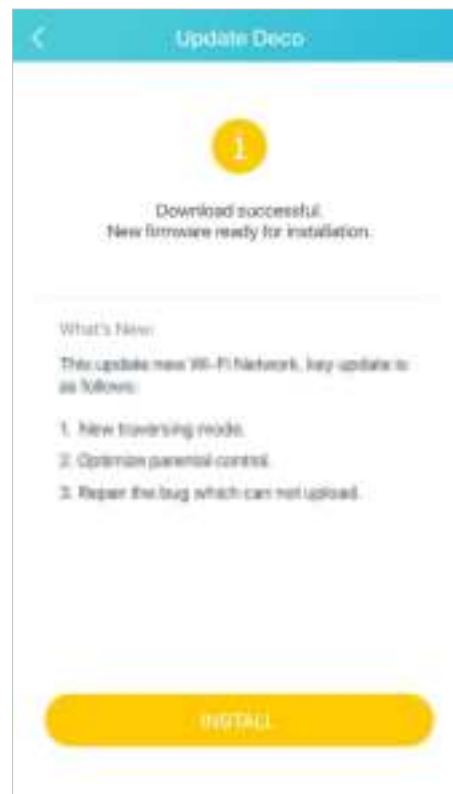 Update Deco
1
Download successful.
New firmware ready for installation.
What's New:
This update new Wi-Fi Network, key update is
as follows:
1. New traversing mode.
2. Optimize parental control.
3. Repair the bug which can not upload.
INSTALL